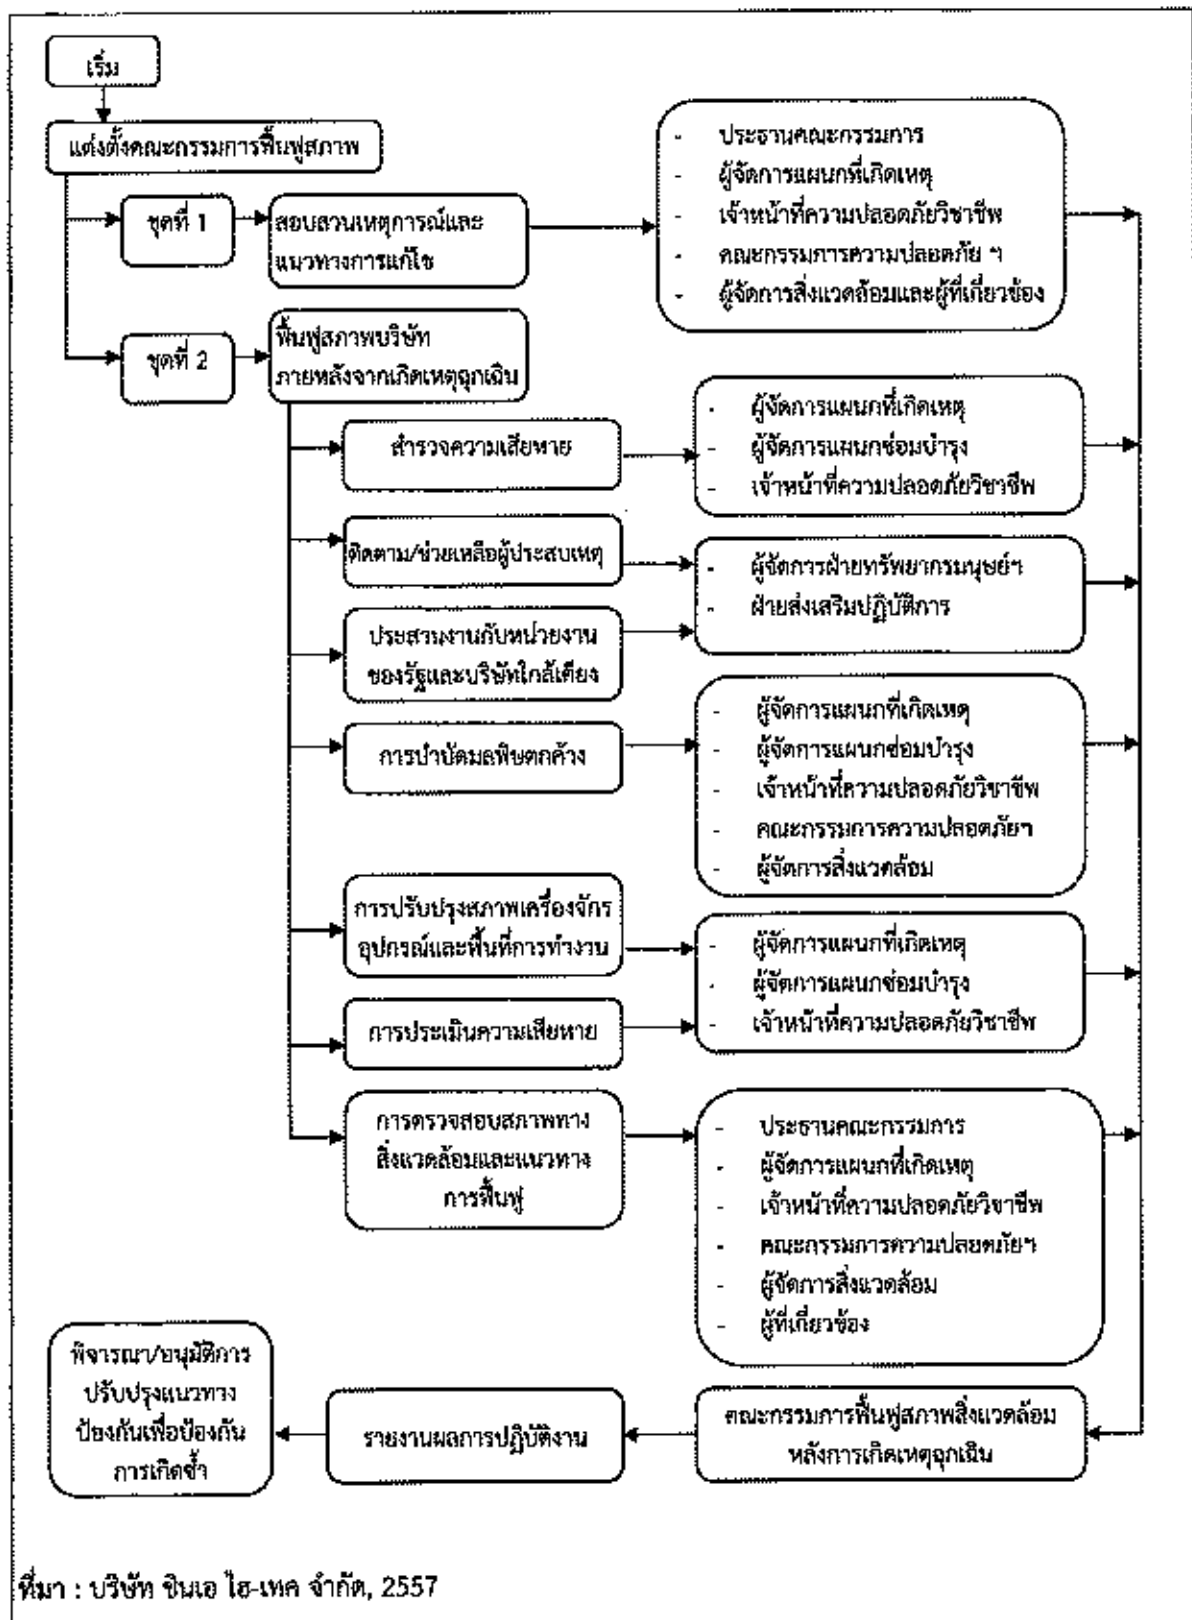 เริ่ม
แต่งตั้งคณะกรรมการฟื้นฟูสภาพ
ชุดที่ 1
สอบสวนเหตุการณ์และ
แนวทางการแก้ไข
- ประธานคณะกรรมการ
- ผู้จัดการแผนกที่เกิดเหตุ
- เจ้าหน้าที่ความปลอดภัยวิชาชีพ
- คณะกรรมการความปลอดภัย ฯ
- ผู้จัดการสิ่งแวดล้อมและผู้ที่เกี่ยวข้อง
ชุดที่ 2
ฟื้นฟูสภาพบริษัท
ภายหลังจากเกิดเหตุฉุกเฉิน
สำรวจความเสียหาย
- ผู้จัดการแผนกที่เกิดเหตุ
- ผู้จัดการแผนกซ่อมบำรุง
- เจ้าหน้าที่ความปลอดภัยวิชาชีพ
ติดตาม/ช่วยเหลือผู้ประสบเหตุ
- ผู้จัดการฝ่ายทรัพยากรมนุษย์ฯ
- ฝ่ายส่งเสริมปฏิบัติการ
ประสานงานกับหน่วยงาน
ของรัฐและบริษัทใกล้เคียง
การบำบัดมลพิษตกค้าง
- ผู้จัดการแผนกที่เกิดเหตุ
- ผู้จัดการแผนกซ่อมบำรุง
- เจ้าหน้าที่ความปลอดภัยวิชาชีพ
- คณะกรรมการความปลอดภัยฯ
- ผู้จัดการสิ่งแวดล้อม
การปรับปรุงสภาพเครื่องจักร
อุปกรณ์และพื้นที่การทำงาน
- ผู้จัดการแผนกที่เกิดเหตุ
- ผู้จัดการแผนกซ่อมบำรุง
- เจ้าหน้าที่ความปลอดภัยวิชาชีพ
การประเมินความเสียหาย
การตรวจสอบสภาพทาง
สิ่งแวดล้อมและแนวทาง
การฟื้นฟู
- ประธานคณะกรรมการ
- ผู้จัดการแผนกที่เกิดเหตุ
- เจ้าหน้าที่ความปลอดภัยวิชาชีพ
- คณะกรรมการความปลอดภัยฯ
- ผู้จัดการสิ่งแวดล้อม
- ผู้ที่เกี่ยวข้อง
คณะกรรมการฟื้นฟูสภาพสิ่งแวดล้อม
หลังการเกิดเหตุฉุกเฉิน
รายงานผลการปฏิบัติงาน
พิจารณา/อนุมัติการ
ปรับปรุงแนวทาง
ป้องกันเพื่อป้องกัน
การเกิดซ้ำ
ที่มา : บริษัท ชินเอ ไฮ-เทค จำกัด, 2557